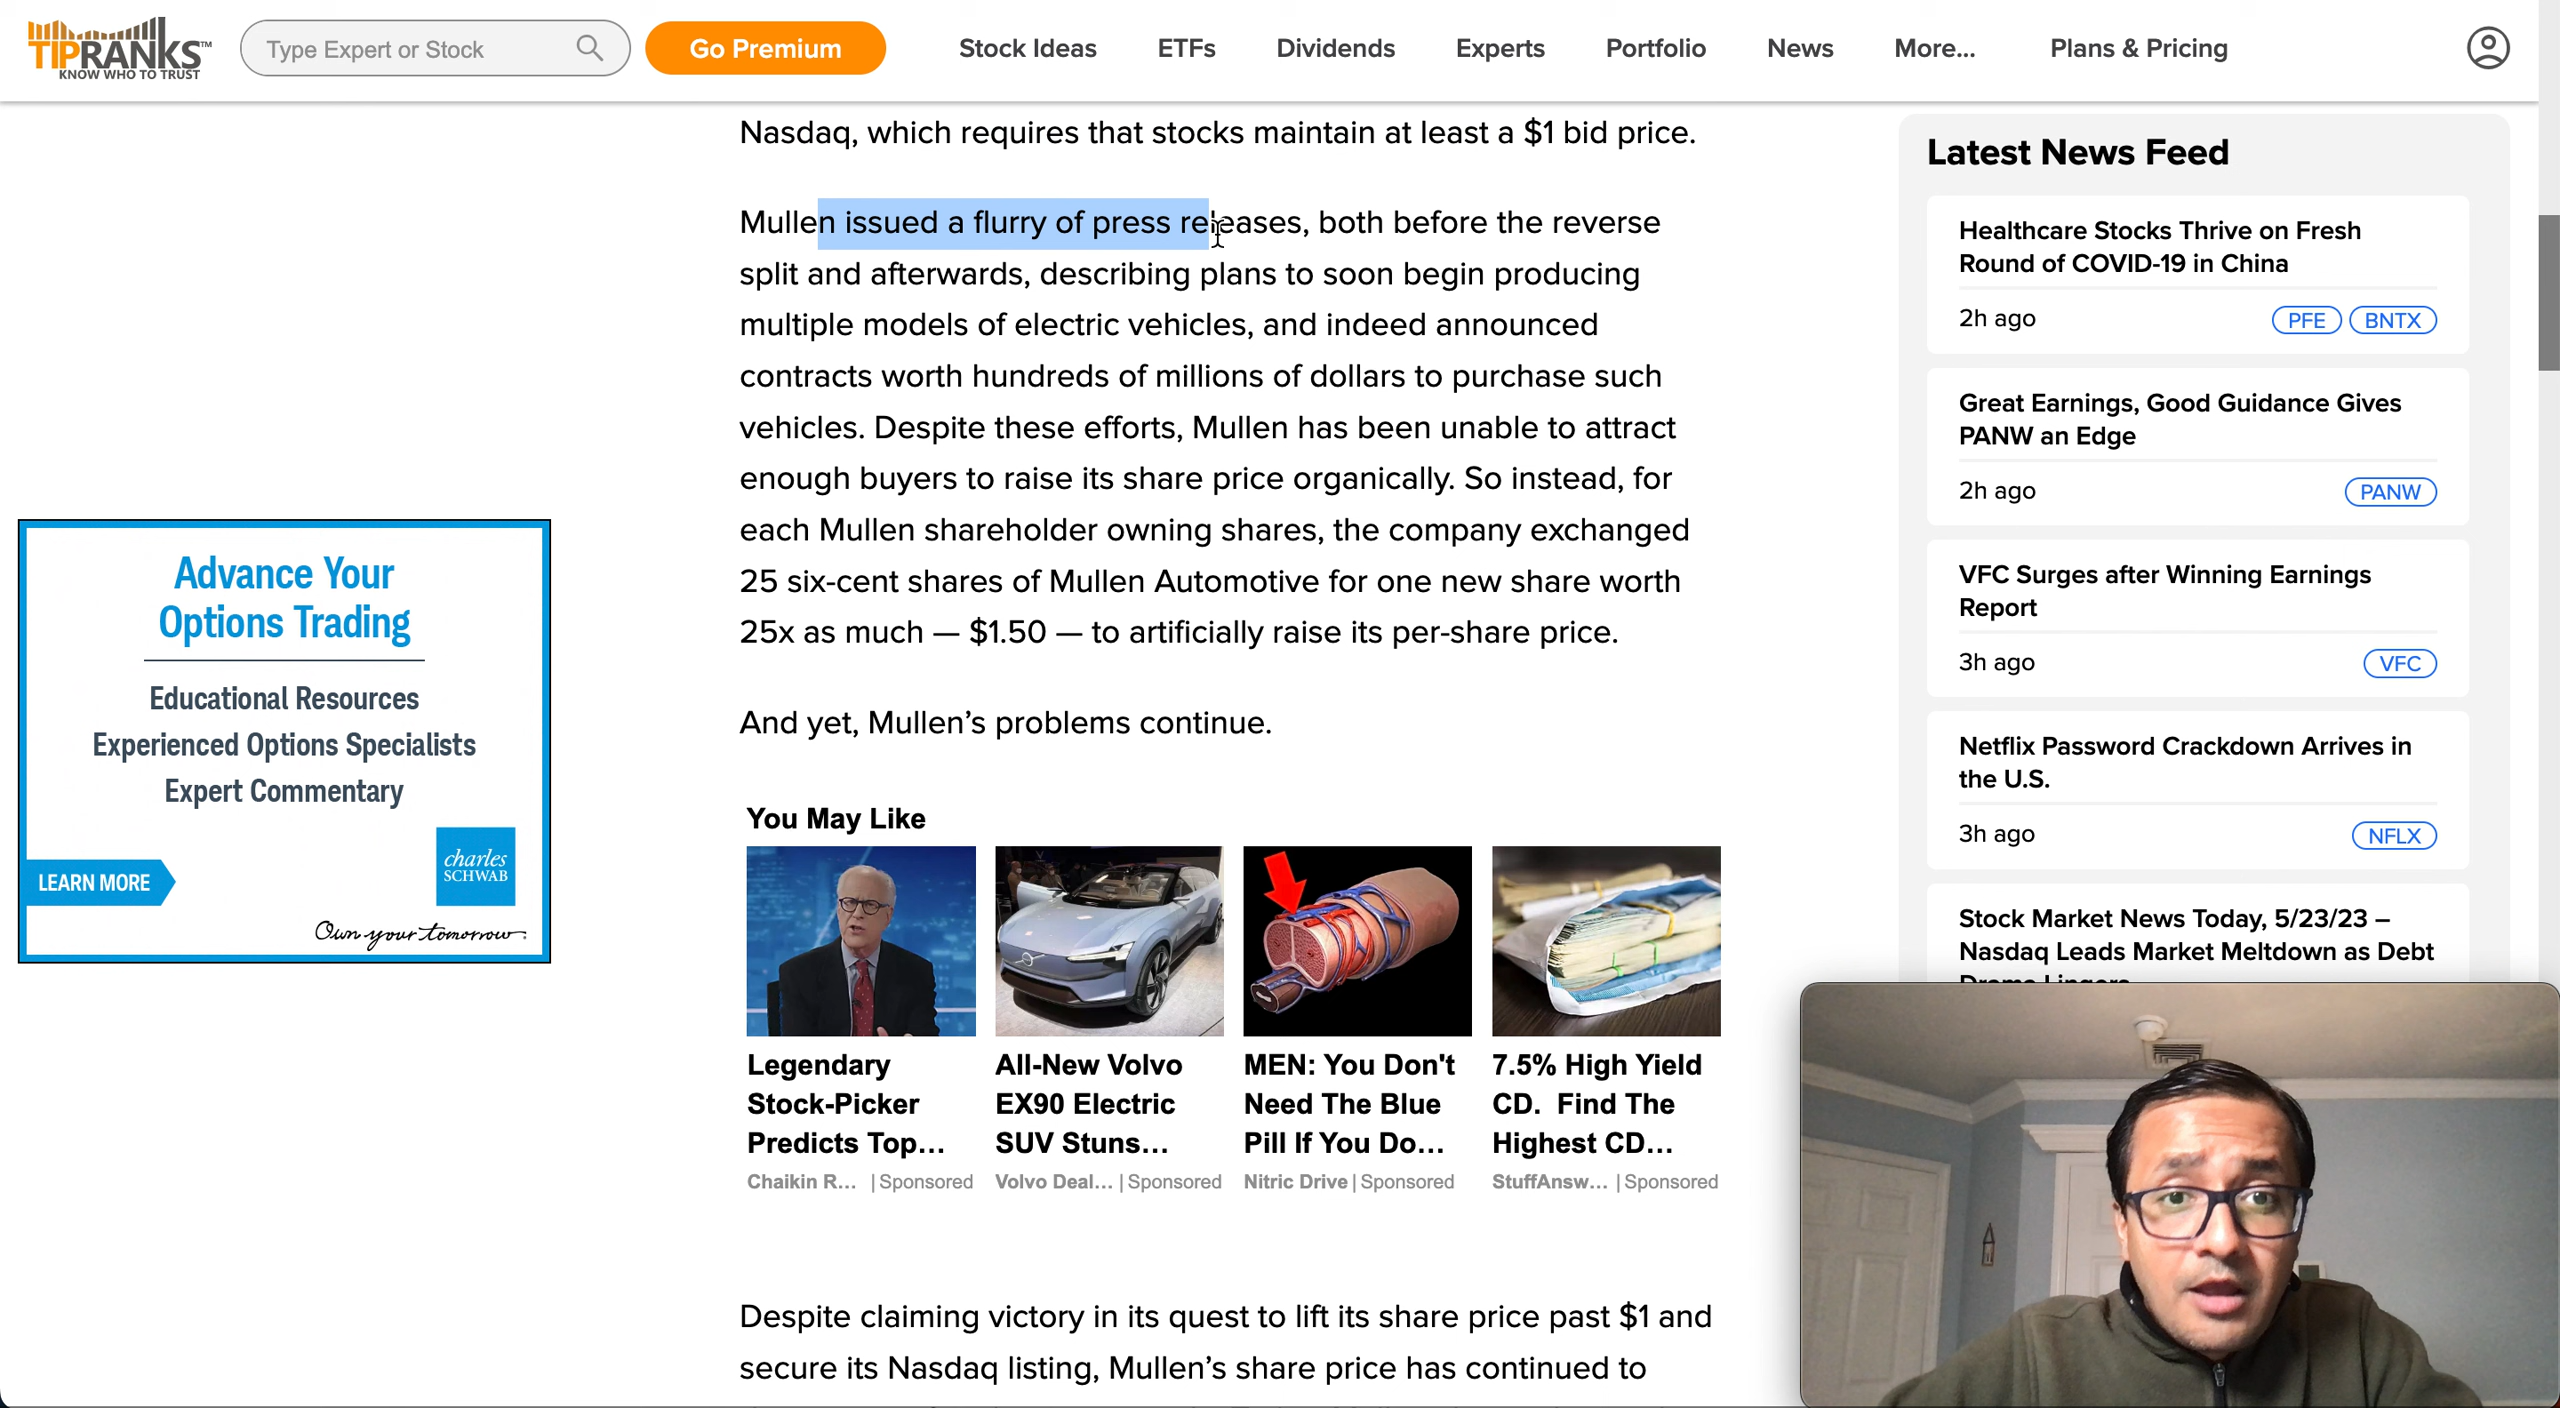 TIPRANKS™
KNOW WHO TO TRUST
Type Expert or Stock
Go Premium
Stock Ideas
ETFs
Dividends
Experts
Portfolio
News
More...
Plans & Pricing
Nasdaq, which requires that stocks maintain at least a $1 bid price.
Mullen issued a flurry of press releases, both before the reverse
split and afterwards, describing plans to soon begin producing
multiple models of electric vehicles, and indeed announced
contracts worth hundreds of millions of dollars to purchase such
vehicles. Despite these efforts, Mullen has been unable to attract
enough buyers to raise its share price organically. So instead, for
each Mullen shareholder owning shares, the company exchanged
25 six-cent shares of Mullen Automotive for one new share worth
25x as much — $1.50 — to artificially raise its per-share price.
And yet, Mullen’s problems continue.
Advance Your
Options Trading
Educational Resources
Experienced Options Specialists
Expert Commentary
LEARN MORE
charles
SCHWAB
Own your tomorrow.
You May Like
Legendary
Stock-Picker
Predicts Top...
Chaikin R... | Sponsored
All-New Volvo
EX90 Electric
SUV Stuns...
Volvo Deal... | Sponsored
MEN: You Don't
Need The Blue
Pill If You Do...
Nitric Drive | Sponsored
7.5% High Yield
CD. Find The
Highest CD...
StuffAnsw... | Sponsored
Despite claiming victory in its quest to lift its share price past $1 and
secure its Nasdaq listing, Mullen’s share price has continued to
Latest News Feed
Healthcare Stocks Thrive on Fresh
Round of COVID-19 in China
2h ago
PFE
BNTX
Great Earnings, Good Guidance Gives
PANW an Edge
2h ago
PANW
VFC Surges after Winning Earnings
Report
3h ago
VFC
Netflix Password Crackdown Arrives in
the U.S.
3h ago
NFLX
Stock Market News Today, 5/23/23 –
Nasdaq Leads Market Meltdown as Debt
Drama Lingers